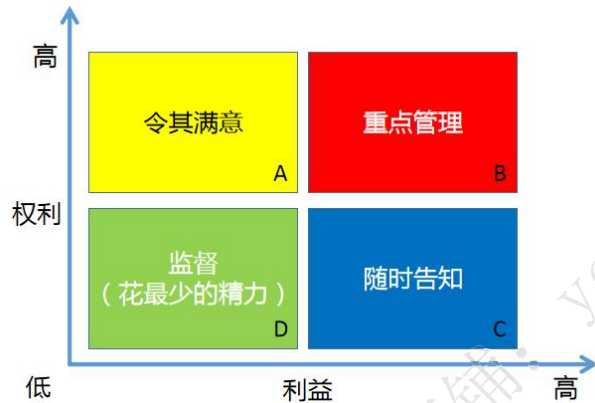 高
令其满意
A
重点管理
B
权利
监督
（花最少的精力）
D
随时告知
C
低
利益
高
铺：